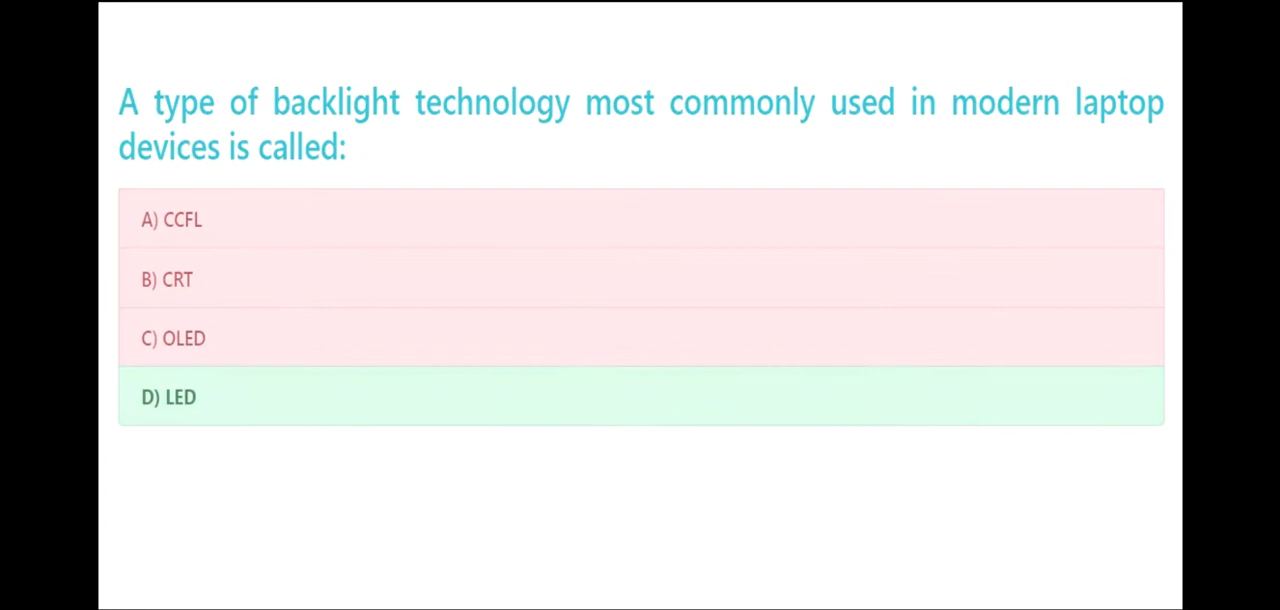 A type of backlight technology most commonly used in modern laptop
devices is called:
A) CCFL
B) CRT
C) OLED
D) LED